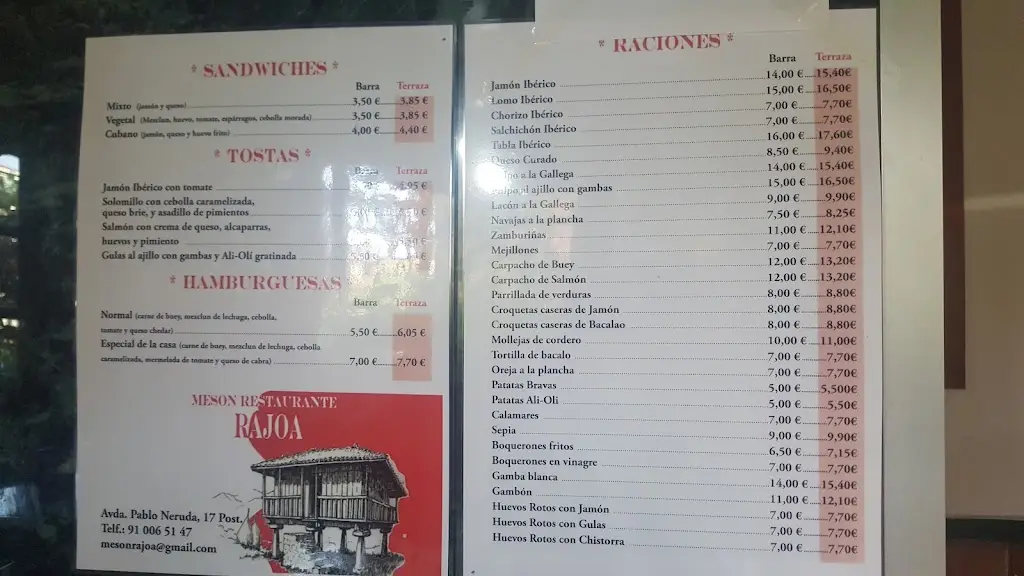 * SANDWICHES *
Barra Terraza
Mixto (jamón y queso) 3,50 € 3,85 €
Vegetal (Mezclun, huevo, tomate, espárragos, cebolla morada) 3,50 € 3,85 €
Cubano (jamón, queso y huevo frito) 4,00 € 4,40 €
* TOSTAS *
Barra Terraza
Jamón Ibérico con tomate
Solomillo con cebolla caramelizada,
queso brie, y asadillo de pimientos
Salmón con crema de queso, alcaparras,
huevos y pimiento
Gulas al ajillo con gambas y Ali-Olí gratinada
* HAMBURGUESAS *
Barra Terraza
Normal (carne de buey, mesclun de lechuga, cebolla,
tomate y queso chedar) 5,50 € 6,05 €
Especial de la casa (carne de buey, mesclun de lechuga, cebolla
caramelizada, mermelada de tomate y queso de cabra) 7,00 € 7,70 €
MESON RESTAURANTE
RAJOA
Avda. Pablo Neruda, 17 Post.
Telf.: 91 006 51 47
mesonrajoa@gmail.com
* RACIONES *
Barra Terraza
Jamón Ibérico 14,00 € 15,40€
Lomo Ibérico 15,00 € 16,50€
Chorizo Ibérico 7,00 € 7,70€
Salchichón Ibérico 7,00 € 7,70€
Tabla Ibérico 16,00 € 17,60€
Queso Curado 8,50 € 9,40€
Pulpo a la Gallega 14,00 € 15,40€
Pulpo al ajillo con gambas 15,00 € 16,50€
Lacón a la Gallega 9,00 € 9,90€
Navajas a la plancha 7,50 € 8,25€
Zamburiñas 11,00 € 12,10€
Mejillones 7,00 € 7,70€
Carpacho de Buey 12,00 € 13,20€
Carpacho de Salmón 12,00 € 13,20€
Parrillada de verduras 8,00 € 8,80€
Croquetas caseras de Jamón 8,00 € 8,80€
Croquetas caseras de Bacalao 8,00 € 8,80€
Mollejas de cordero 10,00 € 11,00€
Tortilla de bacalo 7,00 € 7,70€
Oreja a la plancha 7,00 € 7,70€
Patatas Bravas 5,00 € 5,500€
Patatas Ali-Oli 5,00 € 5,50€
Calamares 7,00 € 7,70€
Sepia 9,00 € 9,90€
Boquerones fritos 6,50 € 7,15€
Boquerones en vinagre 7,00 € 7,70€
Gamba blanca 14,00 € 15,40€
Gambón 11,00 € 12,10€
Huevos Rotos con Jamón 7,00 € 7,70€
Huevos Rotos con Gulas 7,00 € 7,70€
Huevos Rotos con Chistorra 7,00 € 7,70€